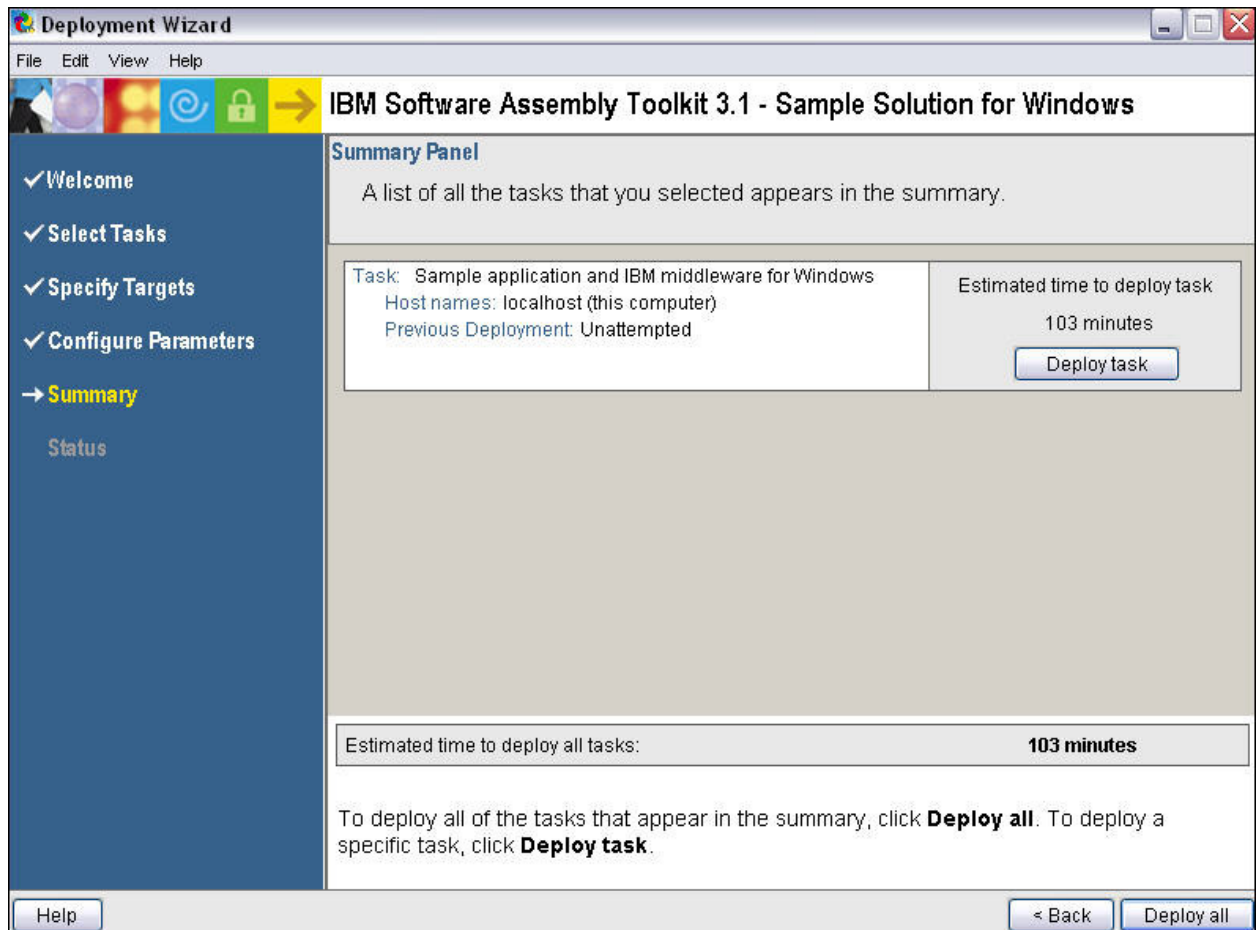 Deployment Wizard
File Edit View Help
IBM Software Assembly Toolkit 3.1 - Sample Solution for Windows
Welcome
Select Tasks
Specify Targets
Configure Parameters
Summary
Status
Summary Panel
A list of all the tasks that you selected appears in the summary.
Task: Sample application and IBM middleware for Windows
Host names: localhost (this computer)
Previous Deployment: Unattempted
Estimated time to deploy task
103 minutes
Deploy task
Estimated time to deploy all tasks: 103 minutes
To deploy all of the tasks that appear in the summary, click Deploy all. To deploy a
specific task, click Deploy task.
Help < Back Deploy all